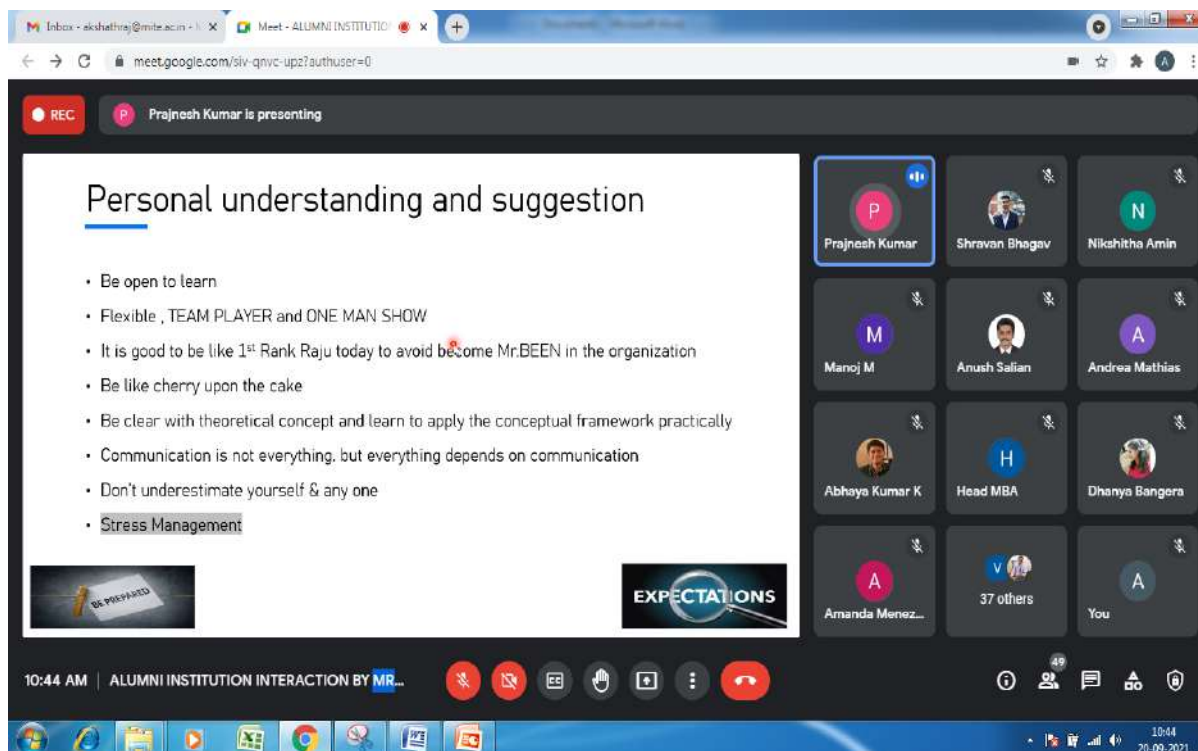 Inbox - akshathraj@mite.ac.in - M
Meet - ALUMNI INSTITUTIO
meet.google.com/siv-qnvc-upz?authuser=0
A
REC
P
Prajnesh Kumar is presenting
Personal understanding and suggestion
• Be open to learn
• Flexible , TEAM PLAYER and ONE MAN SHOW
• It is good to be like 1st Rank Raju today to avoid become Mr.BEEN in the organization
• Be like cherry upon the cake
• Be clear with theoretical concept and learn to apply the conceptual framework practically
• Communication is not everything, but everything depends on communication
• Don't underestimate yourself & any one
• Stress Management
BE PREPARED
EXPECTATIONS
P
Prajnesh Kumar
Shravan Bhagav
N
Nikshitha Amin
M
Manoj M
Anush Salian
A
Andrea Mathias
Abhaya Kumar K
H
Head MBA
Dhanya Bangera
A
Amanda Menez...
V
37 others
A
You
10:44 AM | ALUMNI INSTITUTION INTERACTION BY MR...
CC
49
10:44
20-09-2021